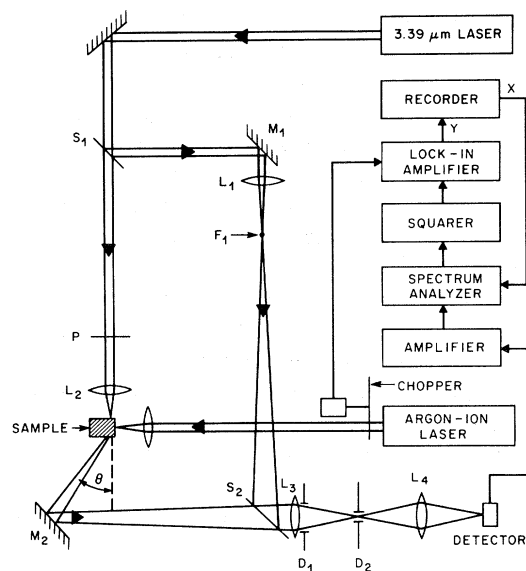 3.39 μm LASER
RECORDER
X
Y
S1
M1
LOCK-IN
AMPLIFIER
L1
SQUARER
F1
SPECTRUM
ANALYZER
P
AMPLIFIER
L2
CHOPPER
SAMPLE
ARGON-ION
LASER
θ
S2
L3
L4
M2
D1
D2
DETECTOR